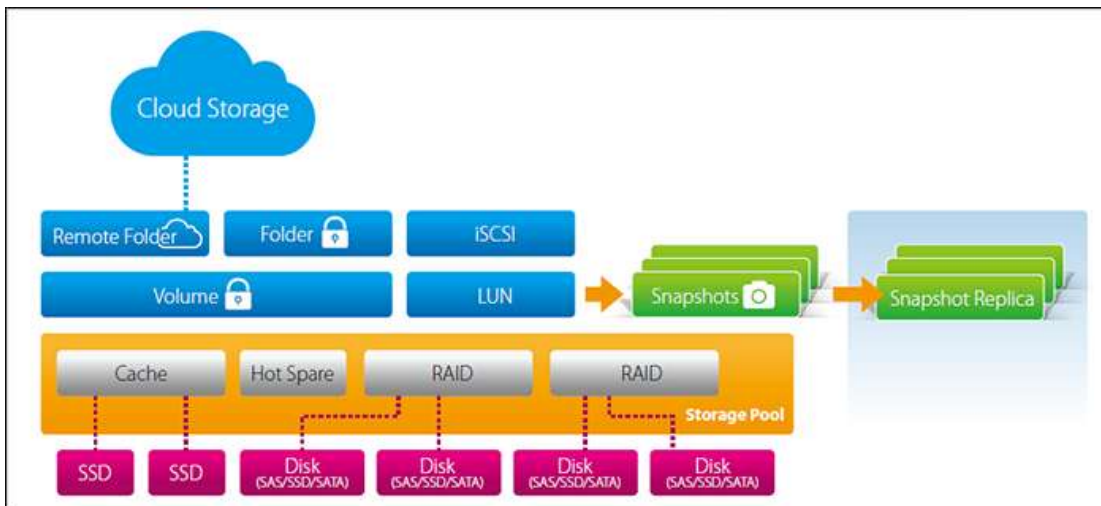 Cloud Storage
Remote Folder
Folder
iSCSI
Volume
LUN
Snapshots
Snapshot Replica
Cache
Hot Spare
RAID
RAID
Storage Pool
SSD
SSD
Disk
(SAS/SSD/SATA)
Disk
(SAS/SSD/SATA)
Disk
(SAS/SSD/SATA)
Disk
(SAS/SSD/SATA)